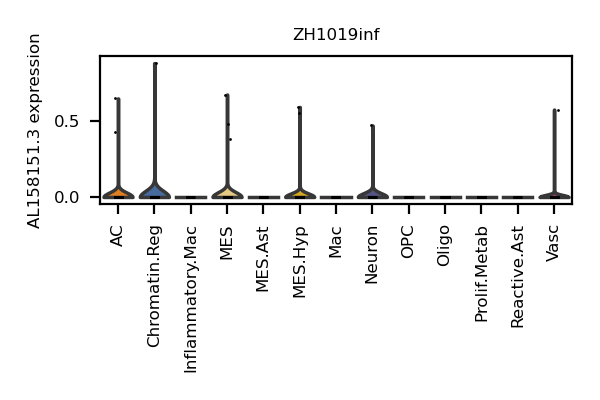 ZH1019inf
AL158151.3 expression
0.5
0.0
AC
Chromatin.Reg
Inflammatory.Mac
MES
MES.Ast
MES.Hyp
Mac
Neuron
OPC
Oligo
Prolif.Metab
Reactive.Ast
Vasc